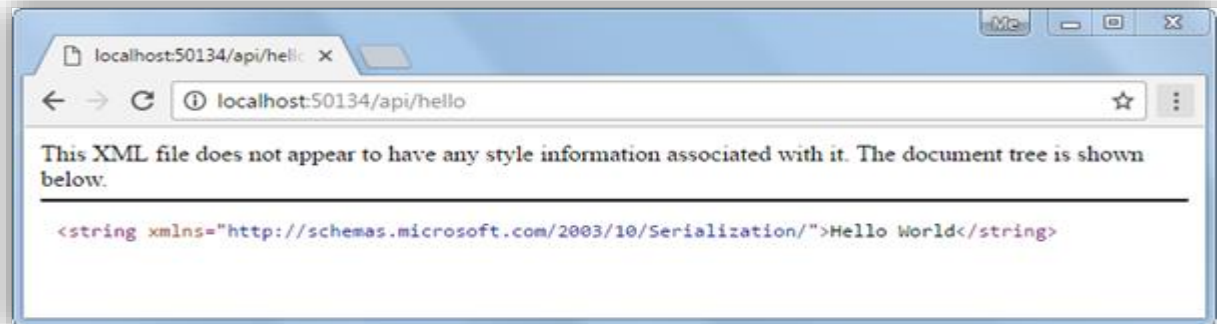 Me
localhost:50134/api/hello
localhost:50134/api/hello
This XML file does not appear to have any style information associated with it. The document tree is shown
below.
<string xmlns="http://schemas.microsoft.com/2003/10/Serialization/">Hello World</string>